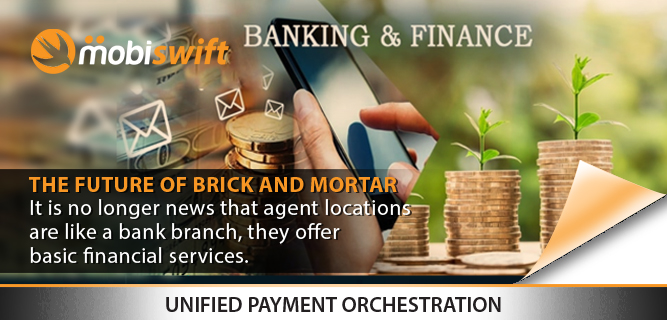 mobiswift
BANKING & FINANCE
THE FUTURE OF BRICK AND MORTAR
It is no longer news that agent locations
are like a bank branch, they offer
basic financial services.
UNIFIED PAYMENT ORCHESTRATION